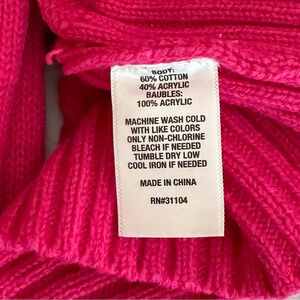 BODY:
60% COTTON
40% ACRYLIC
BAUBLES:
100% ACRYLIC
MACHINE WASH COLD
WITH LIKE COLORS
ONLY NON-CHLORINE
BLEACH IF NEEDED
TUMBLE DRY LOW
COOL IRON IF NEEDED
MADE IN CHINA
RN#31104